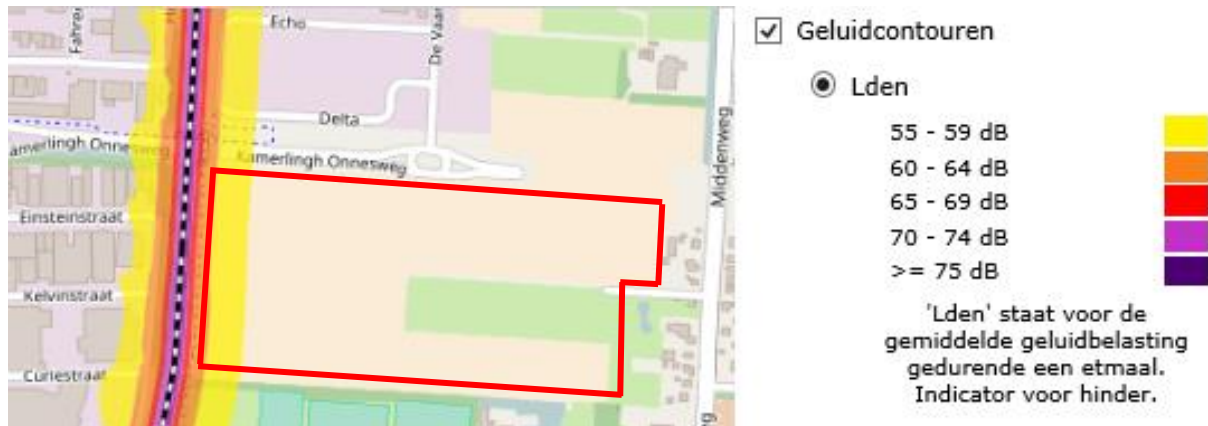 Echo
De Vaar
Delta
Kamerlingh Onnesweg
amerlingh Onnesweg
Einsteinstraat
Kelvinstraat
Curiestraat
Middenweg
Geluidcontouren
Lden
55 - 59 dB
60 - 64 dB
65 - 69 dB
70 - 74 dB
>= 75 dB
'Lden' staat voor de
gemiddelde geluidbelasting
gedurende een etmaal.
Indicator voor hinder.